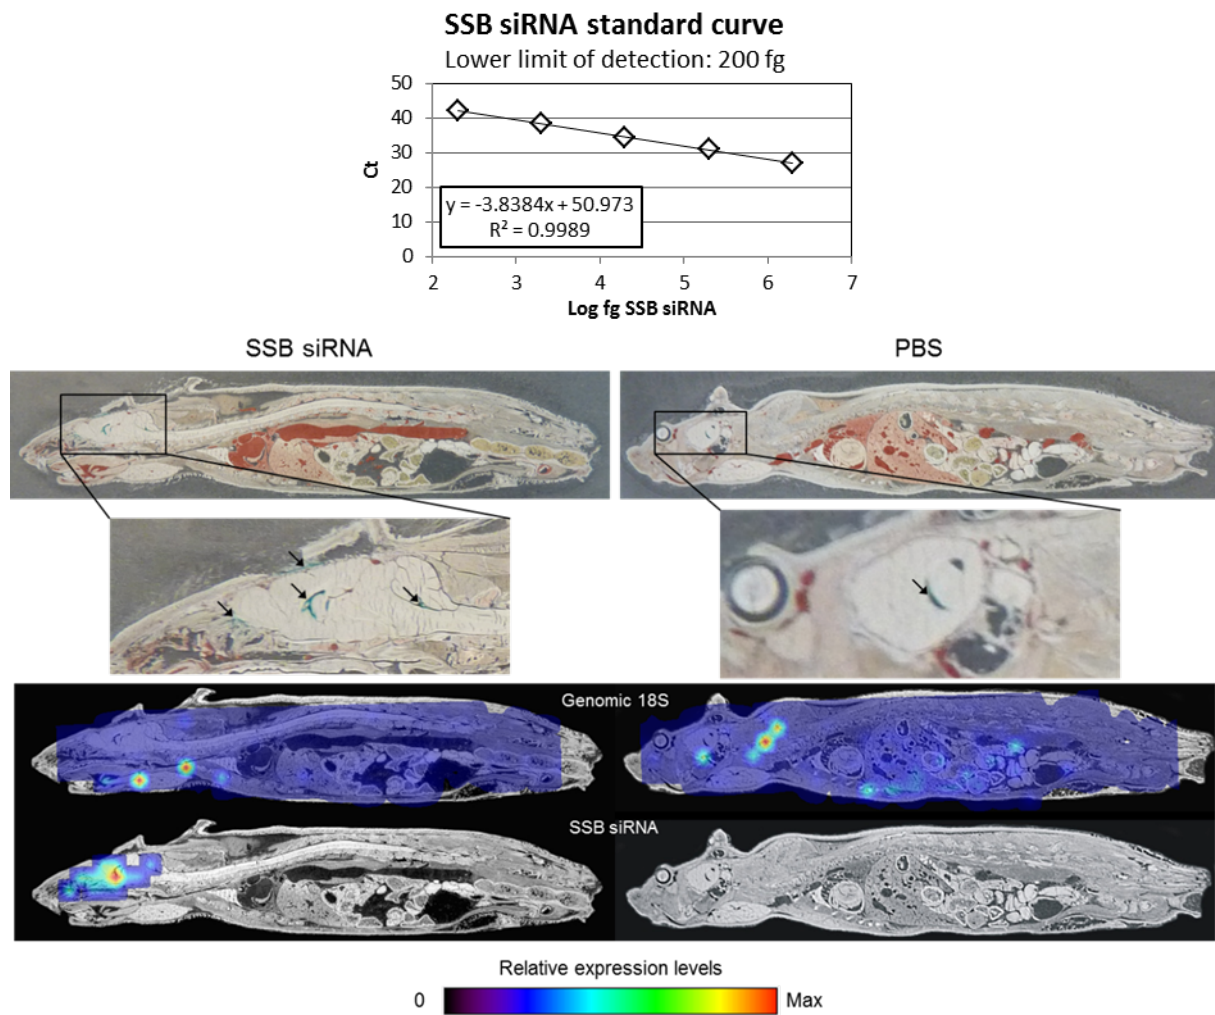 SSB siRNA standard curve
Lower limit of detection: 200 fg
50
40
30
20
10
0
Ct
y = -3.8384x + 50.973
R² = 0.9989
2 3 4 5 6 7
Log fg SSB siRNA
SSB siRNA PBS
Genomic 18S
SSB siRNA
Relative expression levels
0 Max